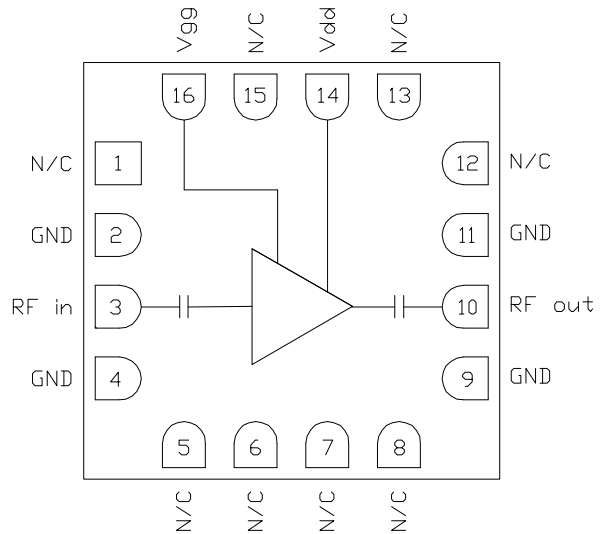 Vgg N/C Vdd N/C
16 15 14 13
N/C 1 12 N/C
GND 2 11 GND
RF in 3 10 RF out
GND 4 9 GND
5 6 7 8
N/C N/C N/C N/C